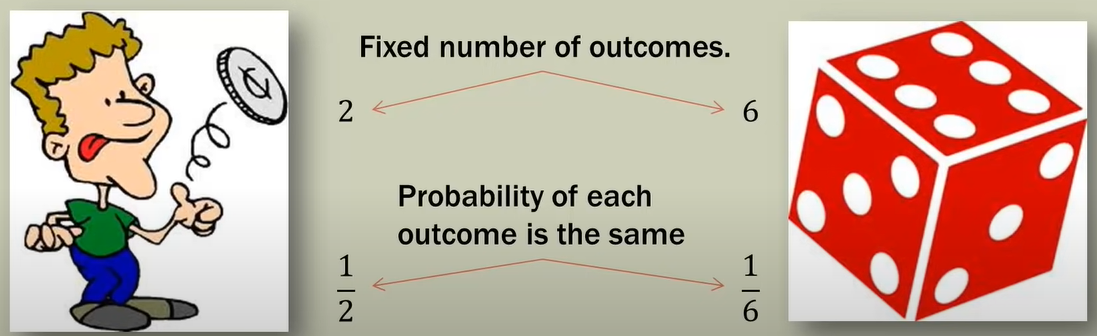 Fixed number of outcomes.
2 6
Probability of each
outcome is the same
1/2 1/6